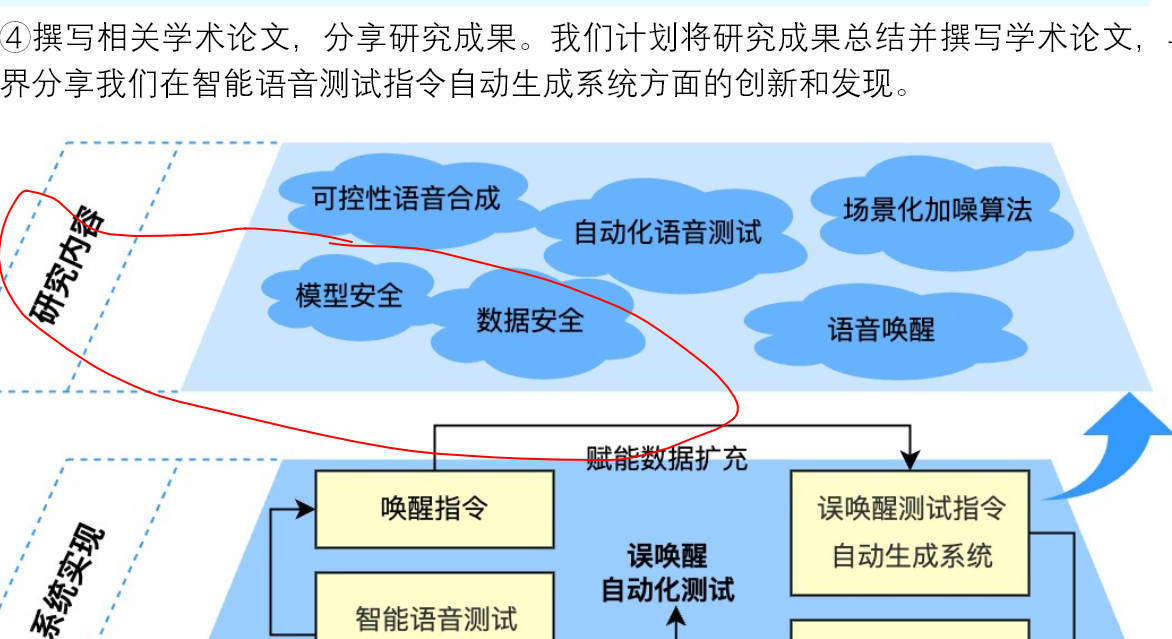 ④撰写相关学术论文，分享研究成果。我们计划将研究成果总结并撰写学术论文，
界分享我们在智能语音测试指令自动生成系统方面的创新和发现。
研究内容
可控性语音合成
自动化语音测试
场景化加噪算法
模型安全
数据安全
语音唤醒
赋能数据扩充
系统实现
唤醒指令
误唤醒测试指令
自动生成系统
误唤醒
自动化测试
智能语音测试